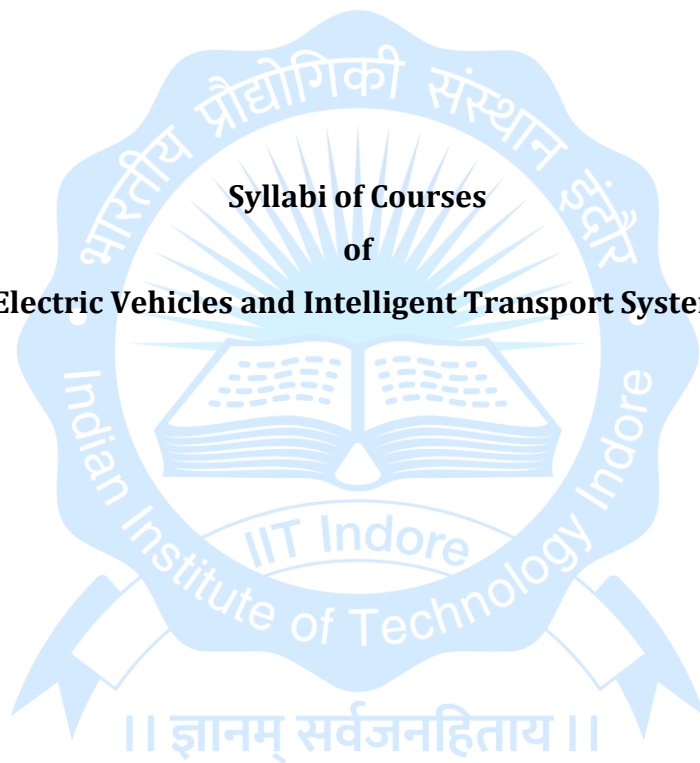 भारतीय प्रौद्योगिकी संस्थान इंदौर
Syllabi of Courses
of
Electric Vehicles and Intelligent Transport Syste
IIT Indore
Indian Institute of Technology Indore
।। ज्ञानम् सर्वजनहिताय ।।